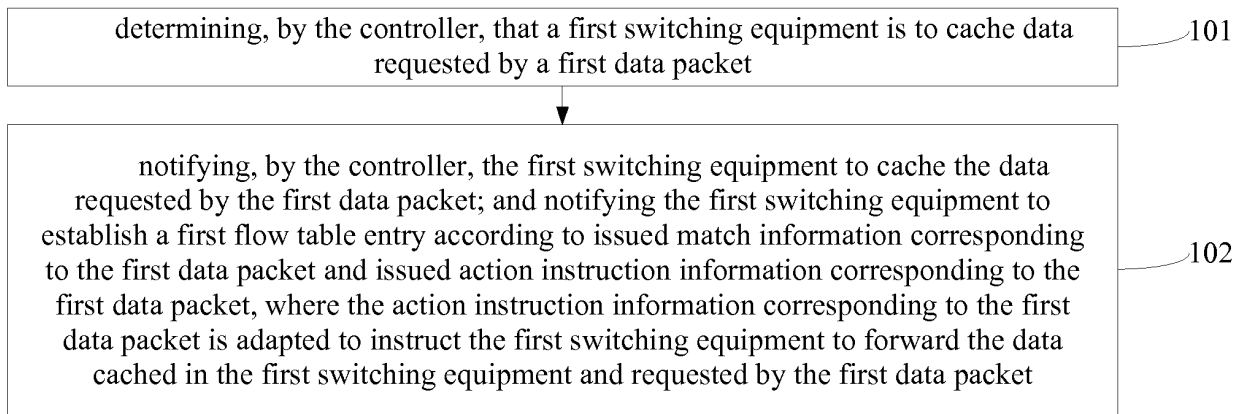 determining, by the controller, that a first switching equipment is to cache data
requested by a first data packet
101
notifying, by the controller, the first switching equipment to cache the data
requested by the first data packet; and notifying the first switching equipment to
establish a first flow table entry according to issued match information corresponding
to the first data packet and issued action instruction information corresponding to the
first data packet, where the action instruction information corresponding to the first
data packet is adapted to instruct the first switching equipment to forward the data
cached in the first switching equipment and requested by the first data packet
102